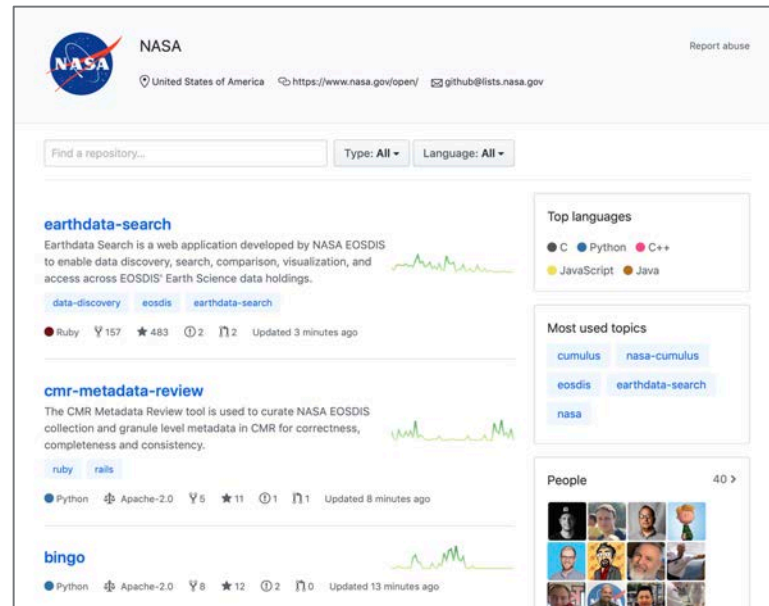 NASA
NASA
Report abuse
United States of America https://www.nasa.gov/open/ github@lists.nasa.gov
Find a repository...
Type: All
Language: All
earthdata-search
Earthdata Search is a web application developed by NASA EOSDIS
to enable data discovery, search, comparison, visualization, and
access across EOSDIS' Earth Science data holdings.
data-discovery eosdis earthdata-search
Ruby 157 483 2 2 Updated 3 minutes ago
cmr-metadata-review
The CMR Metadata Review tool is used to curate NASA EOSDIS
collection and granule level metadata in CMR for correctness,
completeness and consistency.
ruby rails
Python Apache-2.0 5 11 1 1 Updated 8 minutes ago
bingo
Python Apache-2.0 8 12 2 0 Updated 13 minutes ago
Top languages
C Python C++
JavaScript Java
Most used topics
cumulus nasa-cumulus
eosdis earthdata-search
nasa
People 40 >